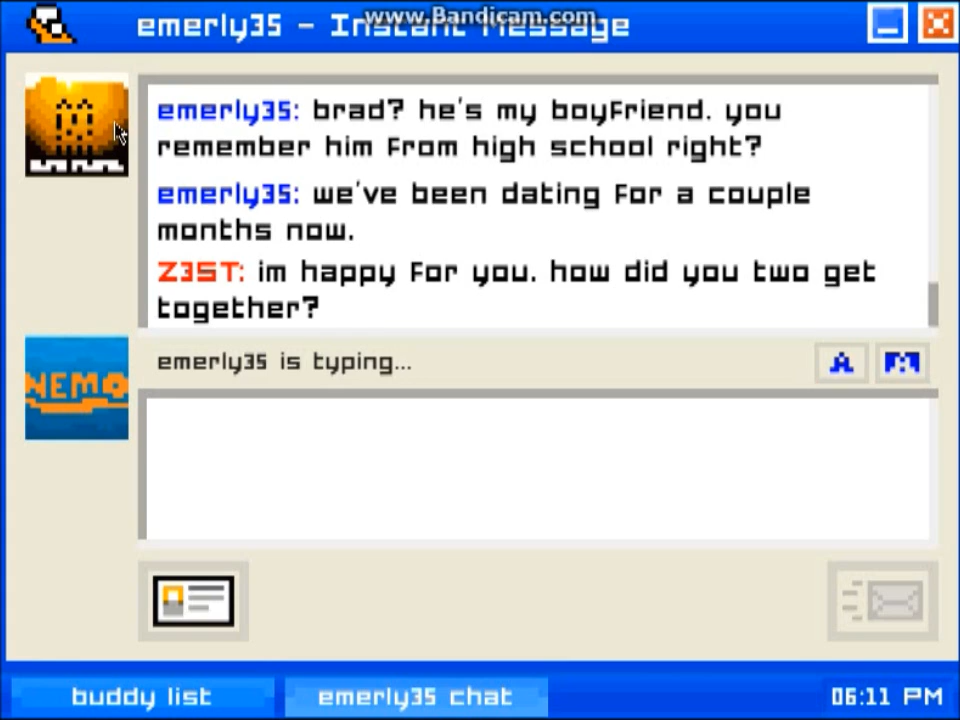 www.Bandicam.com
emerly35 - Instant Message
emerly35: brad? he's my boyfriend. you
remember him from high school right?
emerly35: we've been dating for a couple
months now.
Z3ST: im happy for you. how did you two get
together?
emerly35 is typing...
NEMO
buddy list
emerly35 chat
06:11 PM